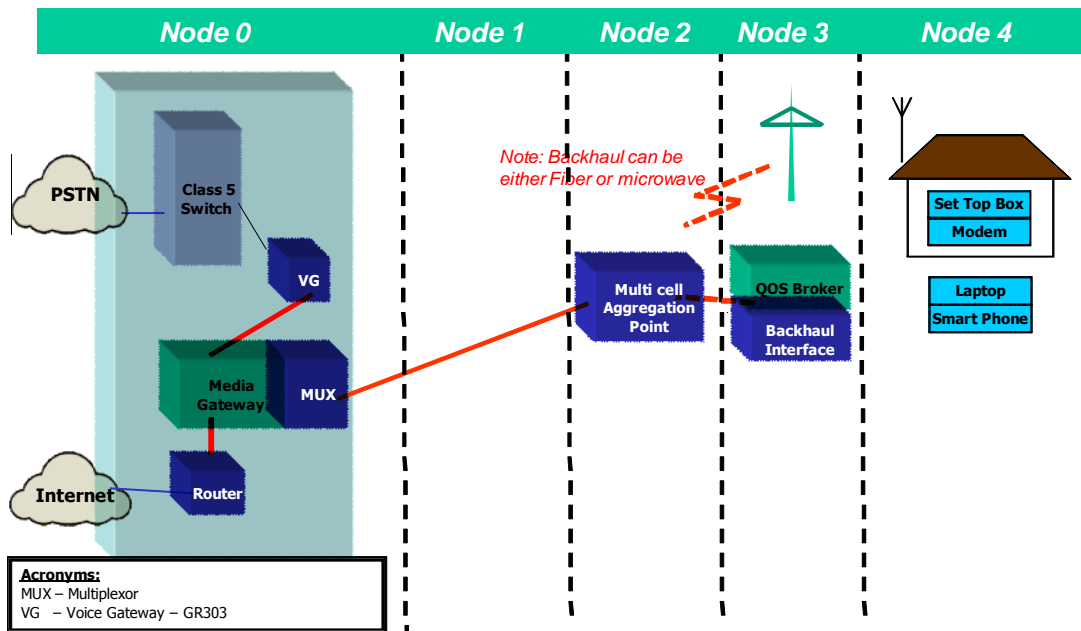 Node 0
Node 1
Node 2
Node 3
Node 4
PSTN
Class 5
Switch
VG
Note: Backhaul can be
either Fiber or microwave
Set Top Box
Modem
Multi cell
Aggregation
Point
QOS Broker
Backhaul
Interface
Laptop
Smart Phone
Media
Gateway
MUX
Internet
Router
Acronyms:
MUX – Multiplexor
VG – Voice Gateway – GR303